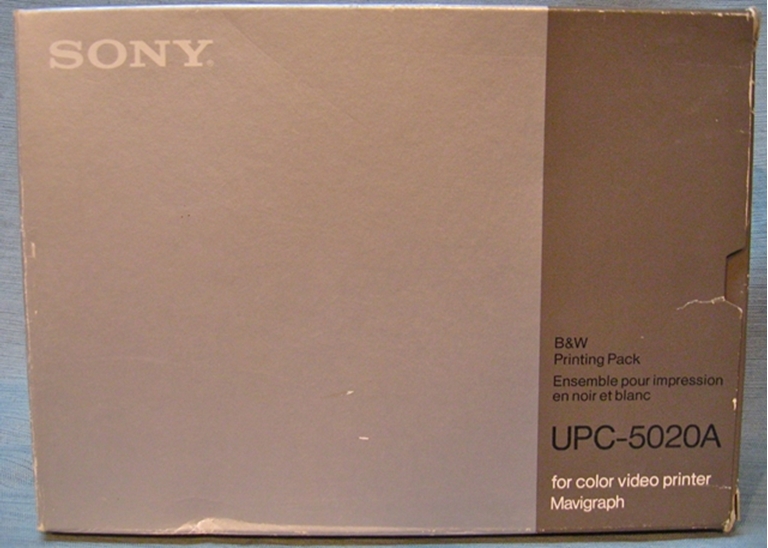 SONY®
B&W
Printing Pack
Ensemble pour impression
en noir et blanc
UPC-5020A
for color video printer
Mavigraph